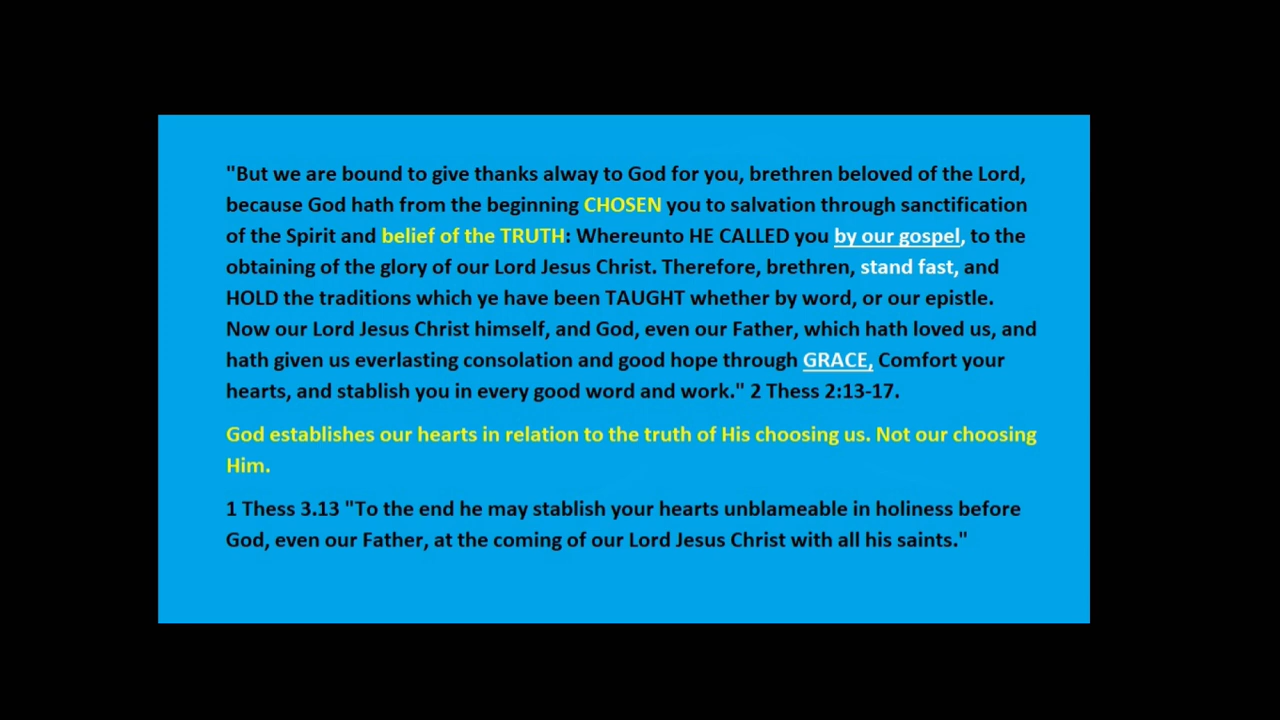 "But we are bound to give thanks alway to God for you, brethren beloved of the Lord,
because God hath from the beginning CHOSEN you to salvation through sanctification
of the Spirit and belief of the TRUTH: Whereunto HE CALLED you by our gospel, to the
obtaining of the glory of our Lord Jesus Christ. Therefore, brethren, stand fast, and
HOLD the traditions which ye have been TAUGHT whether by word, or our epistle.
Now our Lord Jesus Christ himself, and God, even our Father, which hath loved us, and
hath given us everlasting consolation and good hope through GRACE, Comfort your
hearts, and stablish you in every good word and work." 2 Thess 2:13-17.
God establishes our hearts in relation to the truth of His choosing us. Not our choosing
Him.
1 Thess 3.13 "To the end he may stablish your hearts unblameable in holiness before
God, even our Father, at the coming of our Lord Jesus Christ with all his saints."